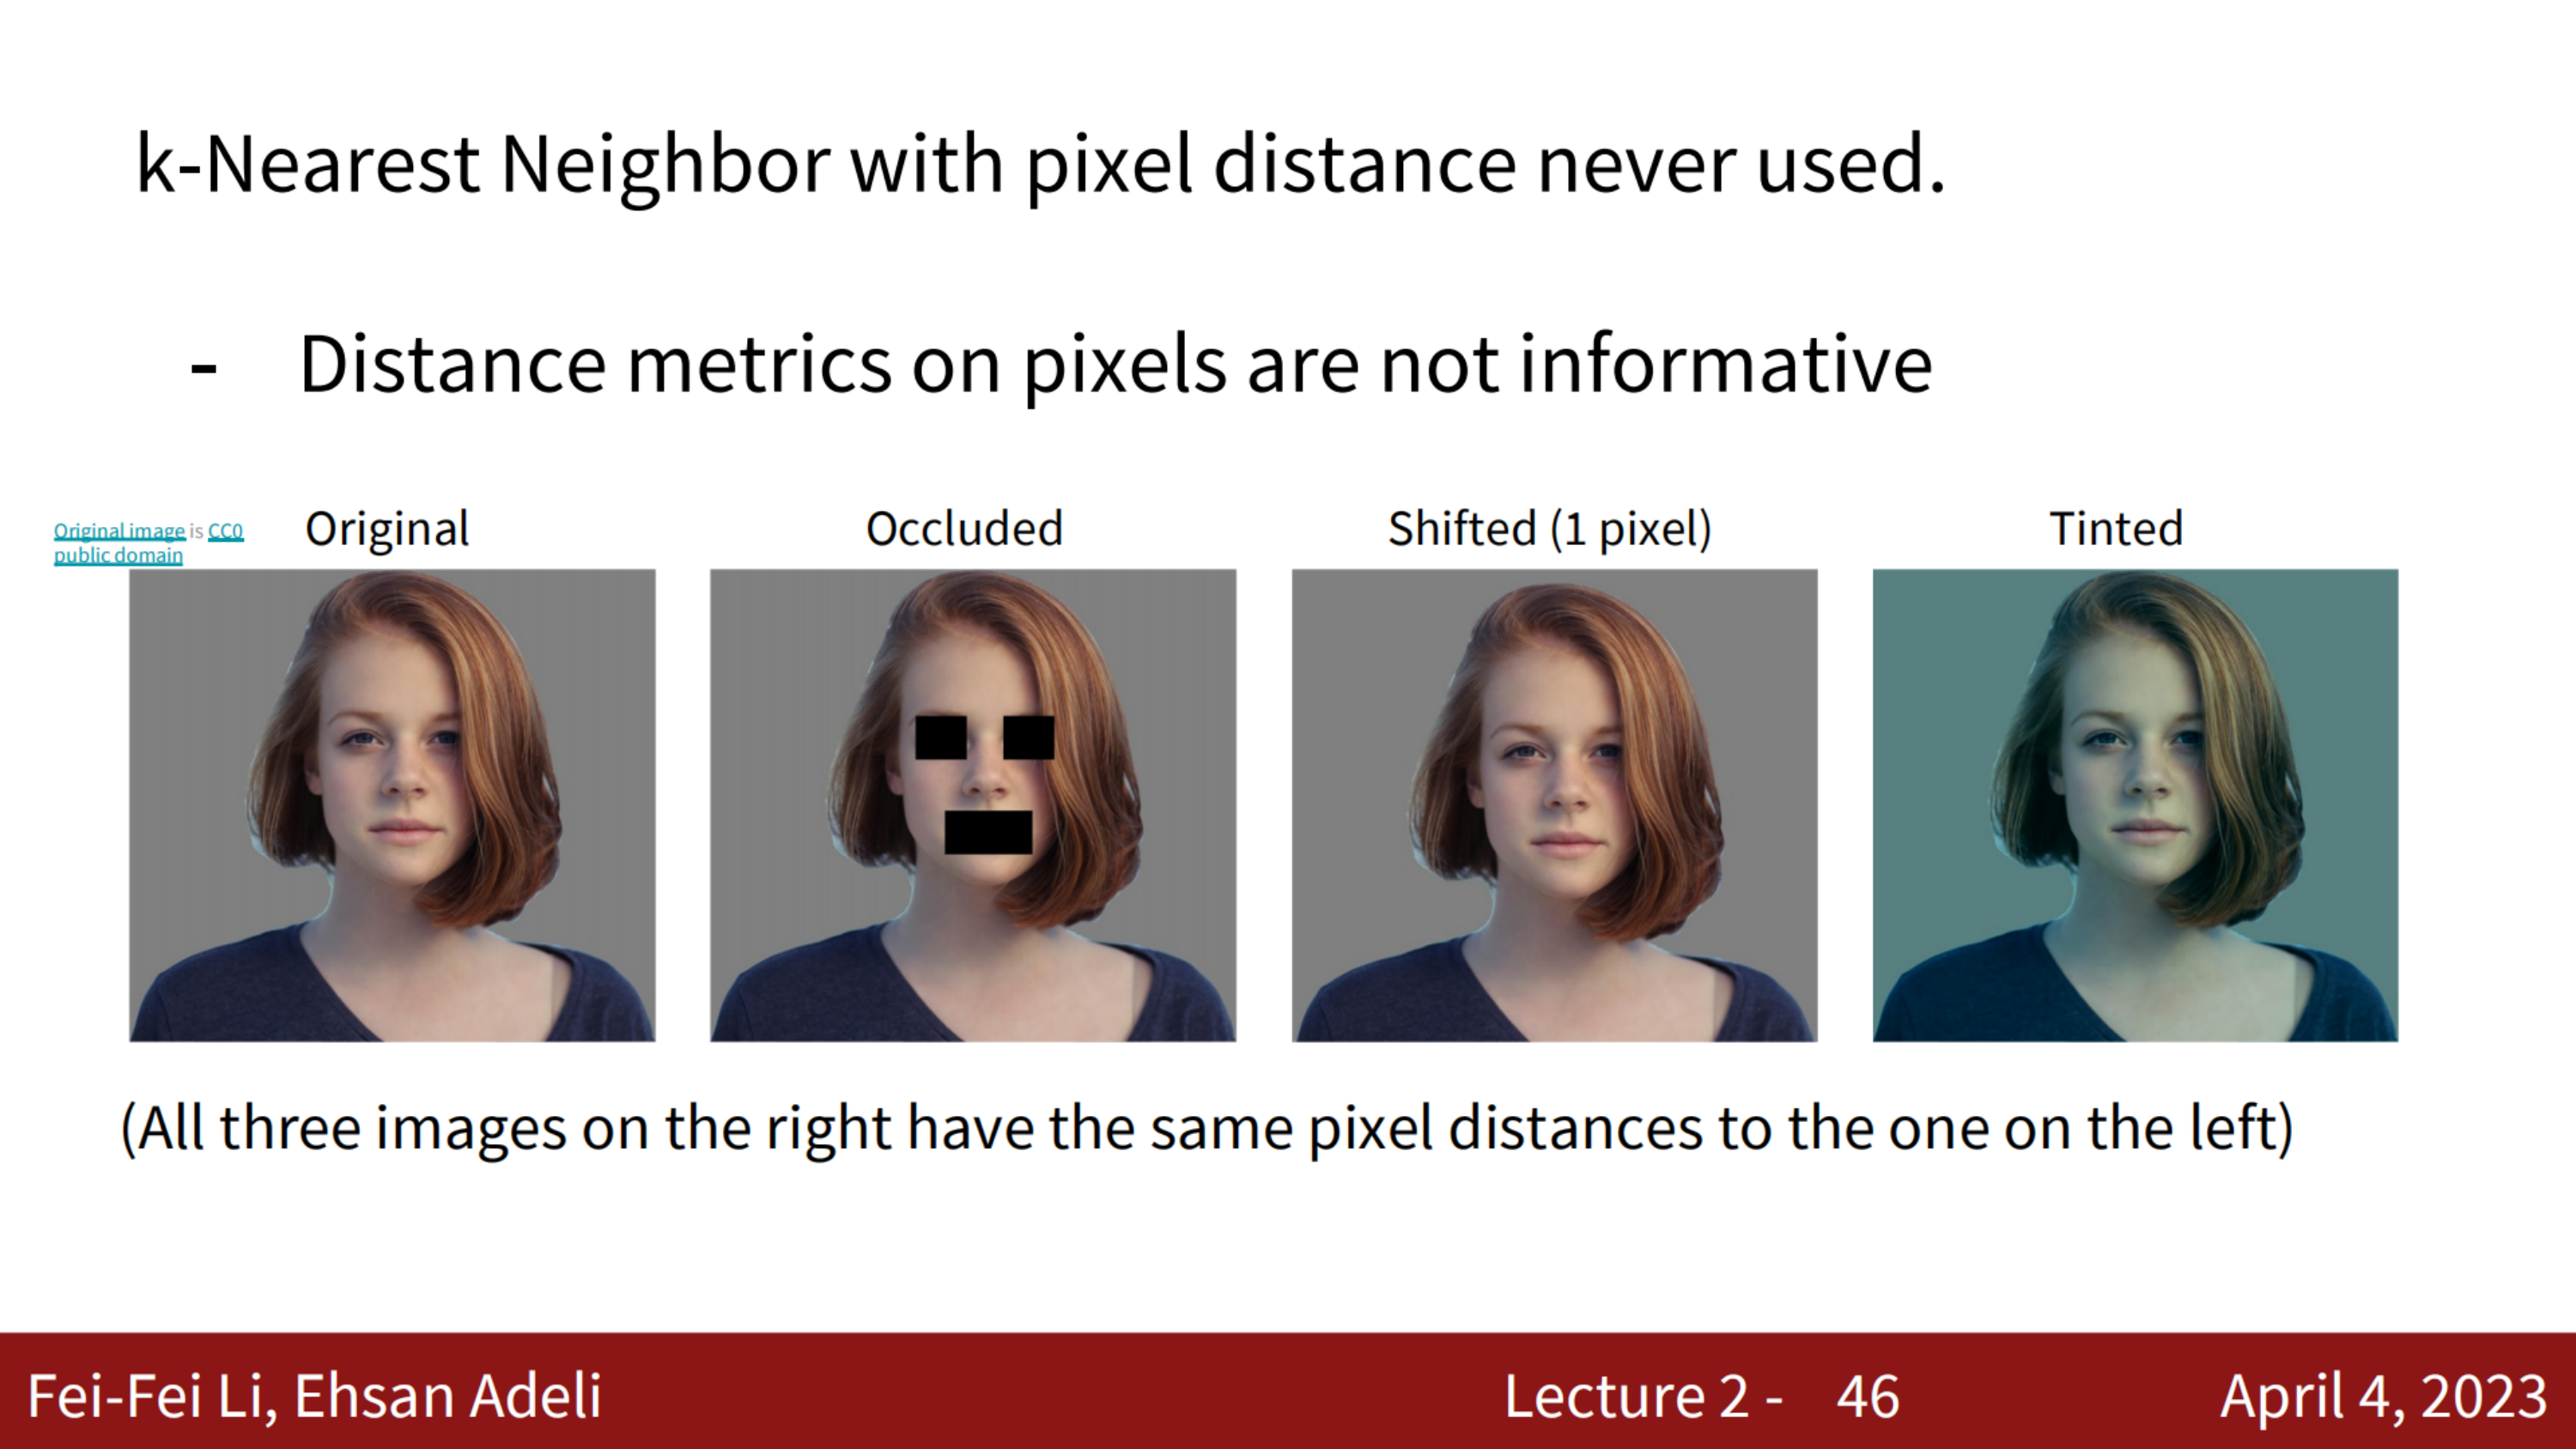 k-Nearest Neighbor with pixel distance never used.
- Distance metrics on pixels are not informative
Original image is CC0
public domain
Original
Occluded
Shifted (1 pixel)
Tinted
(All three images on the right have the same pixel distances to the one on the left)
Fei-Fei Li, Ehsan Adeli
Lecture 2 - 46
April 4, 2023